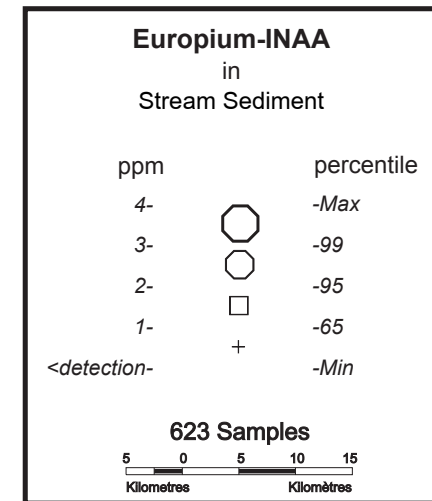 Europium-INAA
in
Stream Sediment
ppm percentile
4- -Max
3- -99
2- -95
1- -65
<detection- -Min
623 Samples
5 0 5 10 15
Kilometres Kilomètres